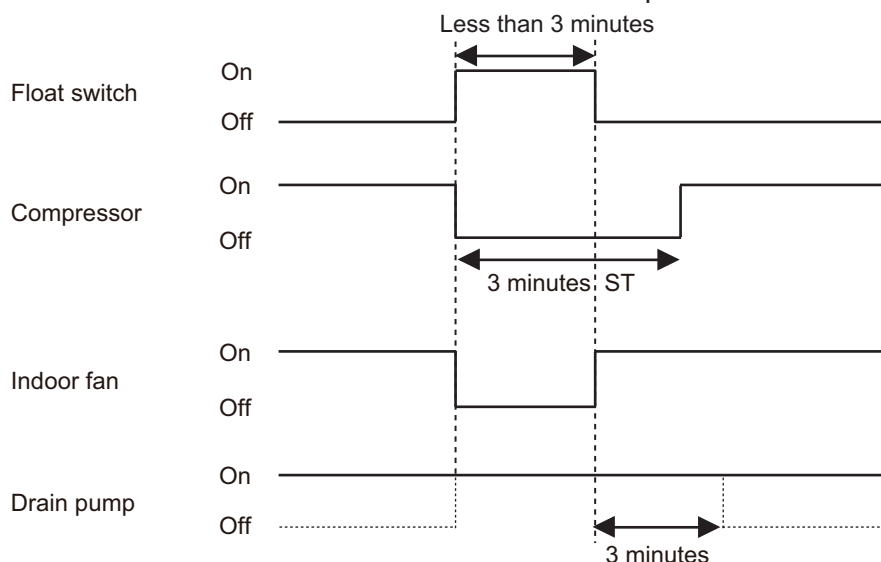 Less than 3 minutes
Float switch
On
Off
Compressor
On
Off
3 minutes ST
Indoor fan
On
Off
Drain pump
On
Off
3 minutes